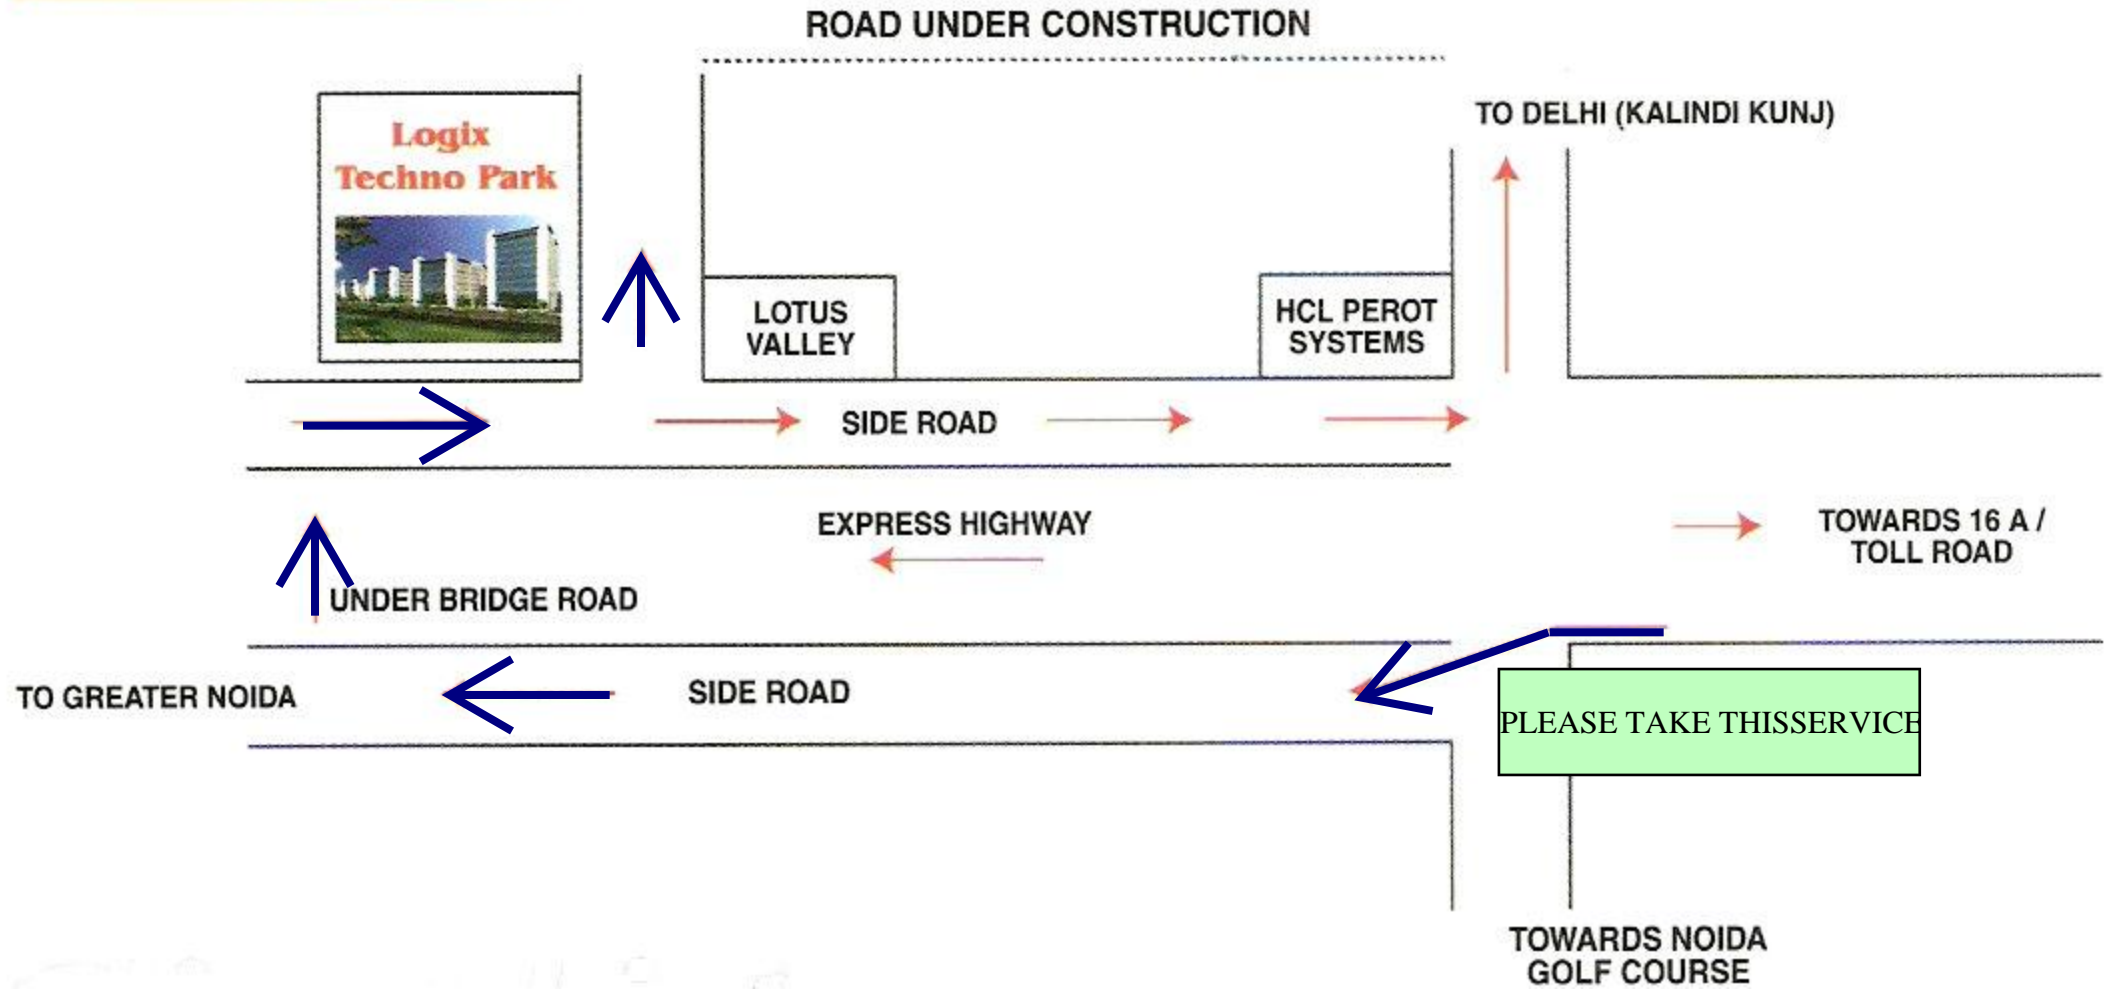 ROAD UNDER CONSTRUCTION
Logix
Techno Park
TO DELHI (KALINDI KUNJ)
LOTUS
VALLEY
HCL PEROT
SYSTEMS
SIDE ROAD
EXPRESS HIGHWAY
TOWARDS 16 A /
TOLL ROAD
UNDER BRIDGE ROAD
TO GREATER NOIDA
SIDE ROAD
PLEASE TAKE THISSERVICE
TOWARDS NOIDA
GOLF COURSE